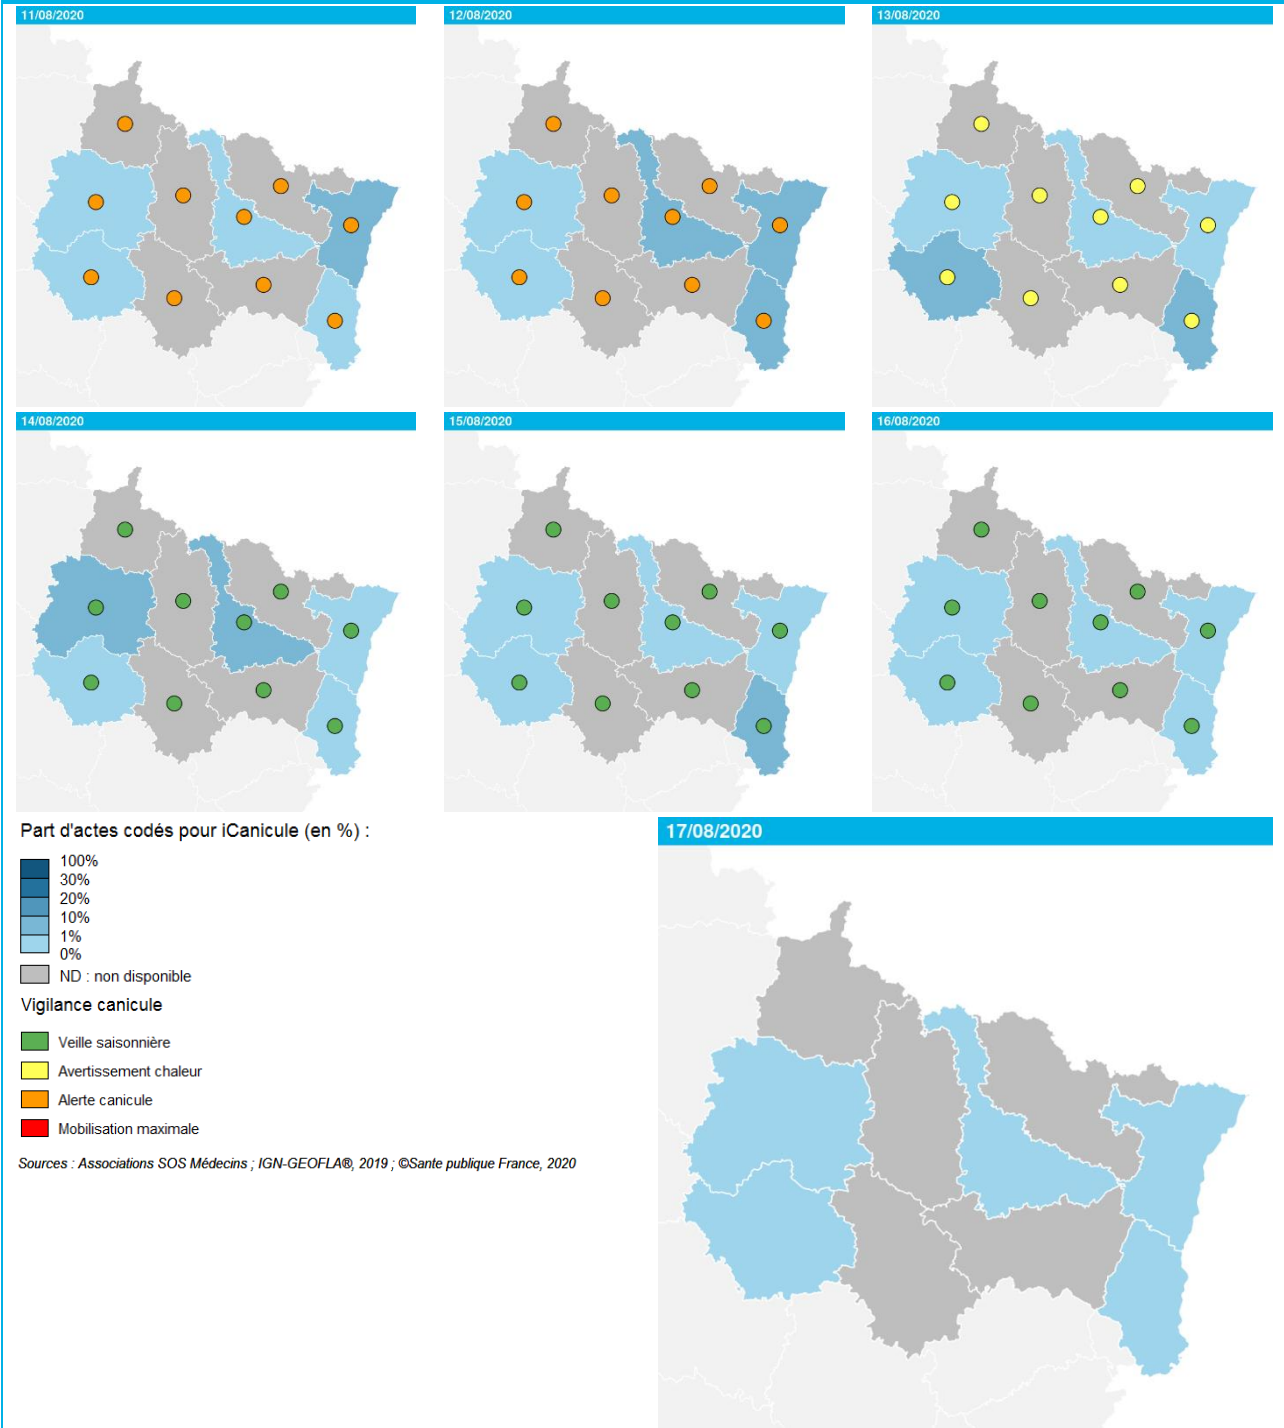 11/08/2020
12/08/2020
13/08/2020
14/08/2020
15/08/2020
16/08/2020
Part d'actes codés pour iCanicule (en %) :
100%
30%
20%
10%
1%
0%
ND : non disponible
Vigilance canicule
Veille saisonnière
Avertissement chaleur
Alerte canicule
Mobilisation maximale
Sources : Associations SOS Médecins ; IGN-GEOFLA®, 2019 ; ©Sante publique France, 2020
17/08/2020